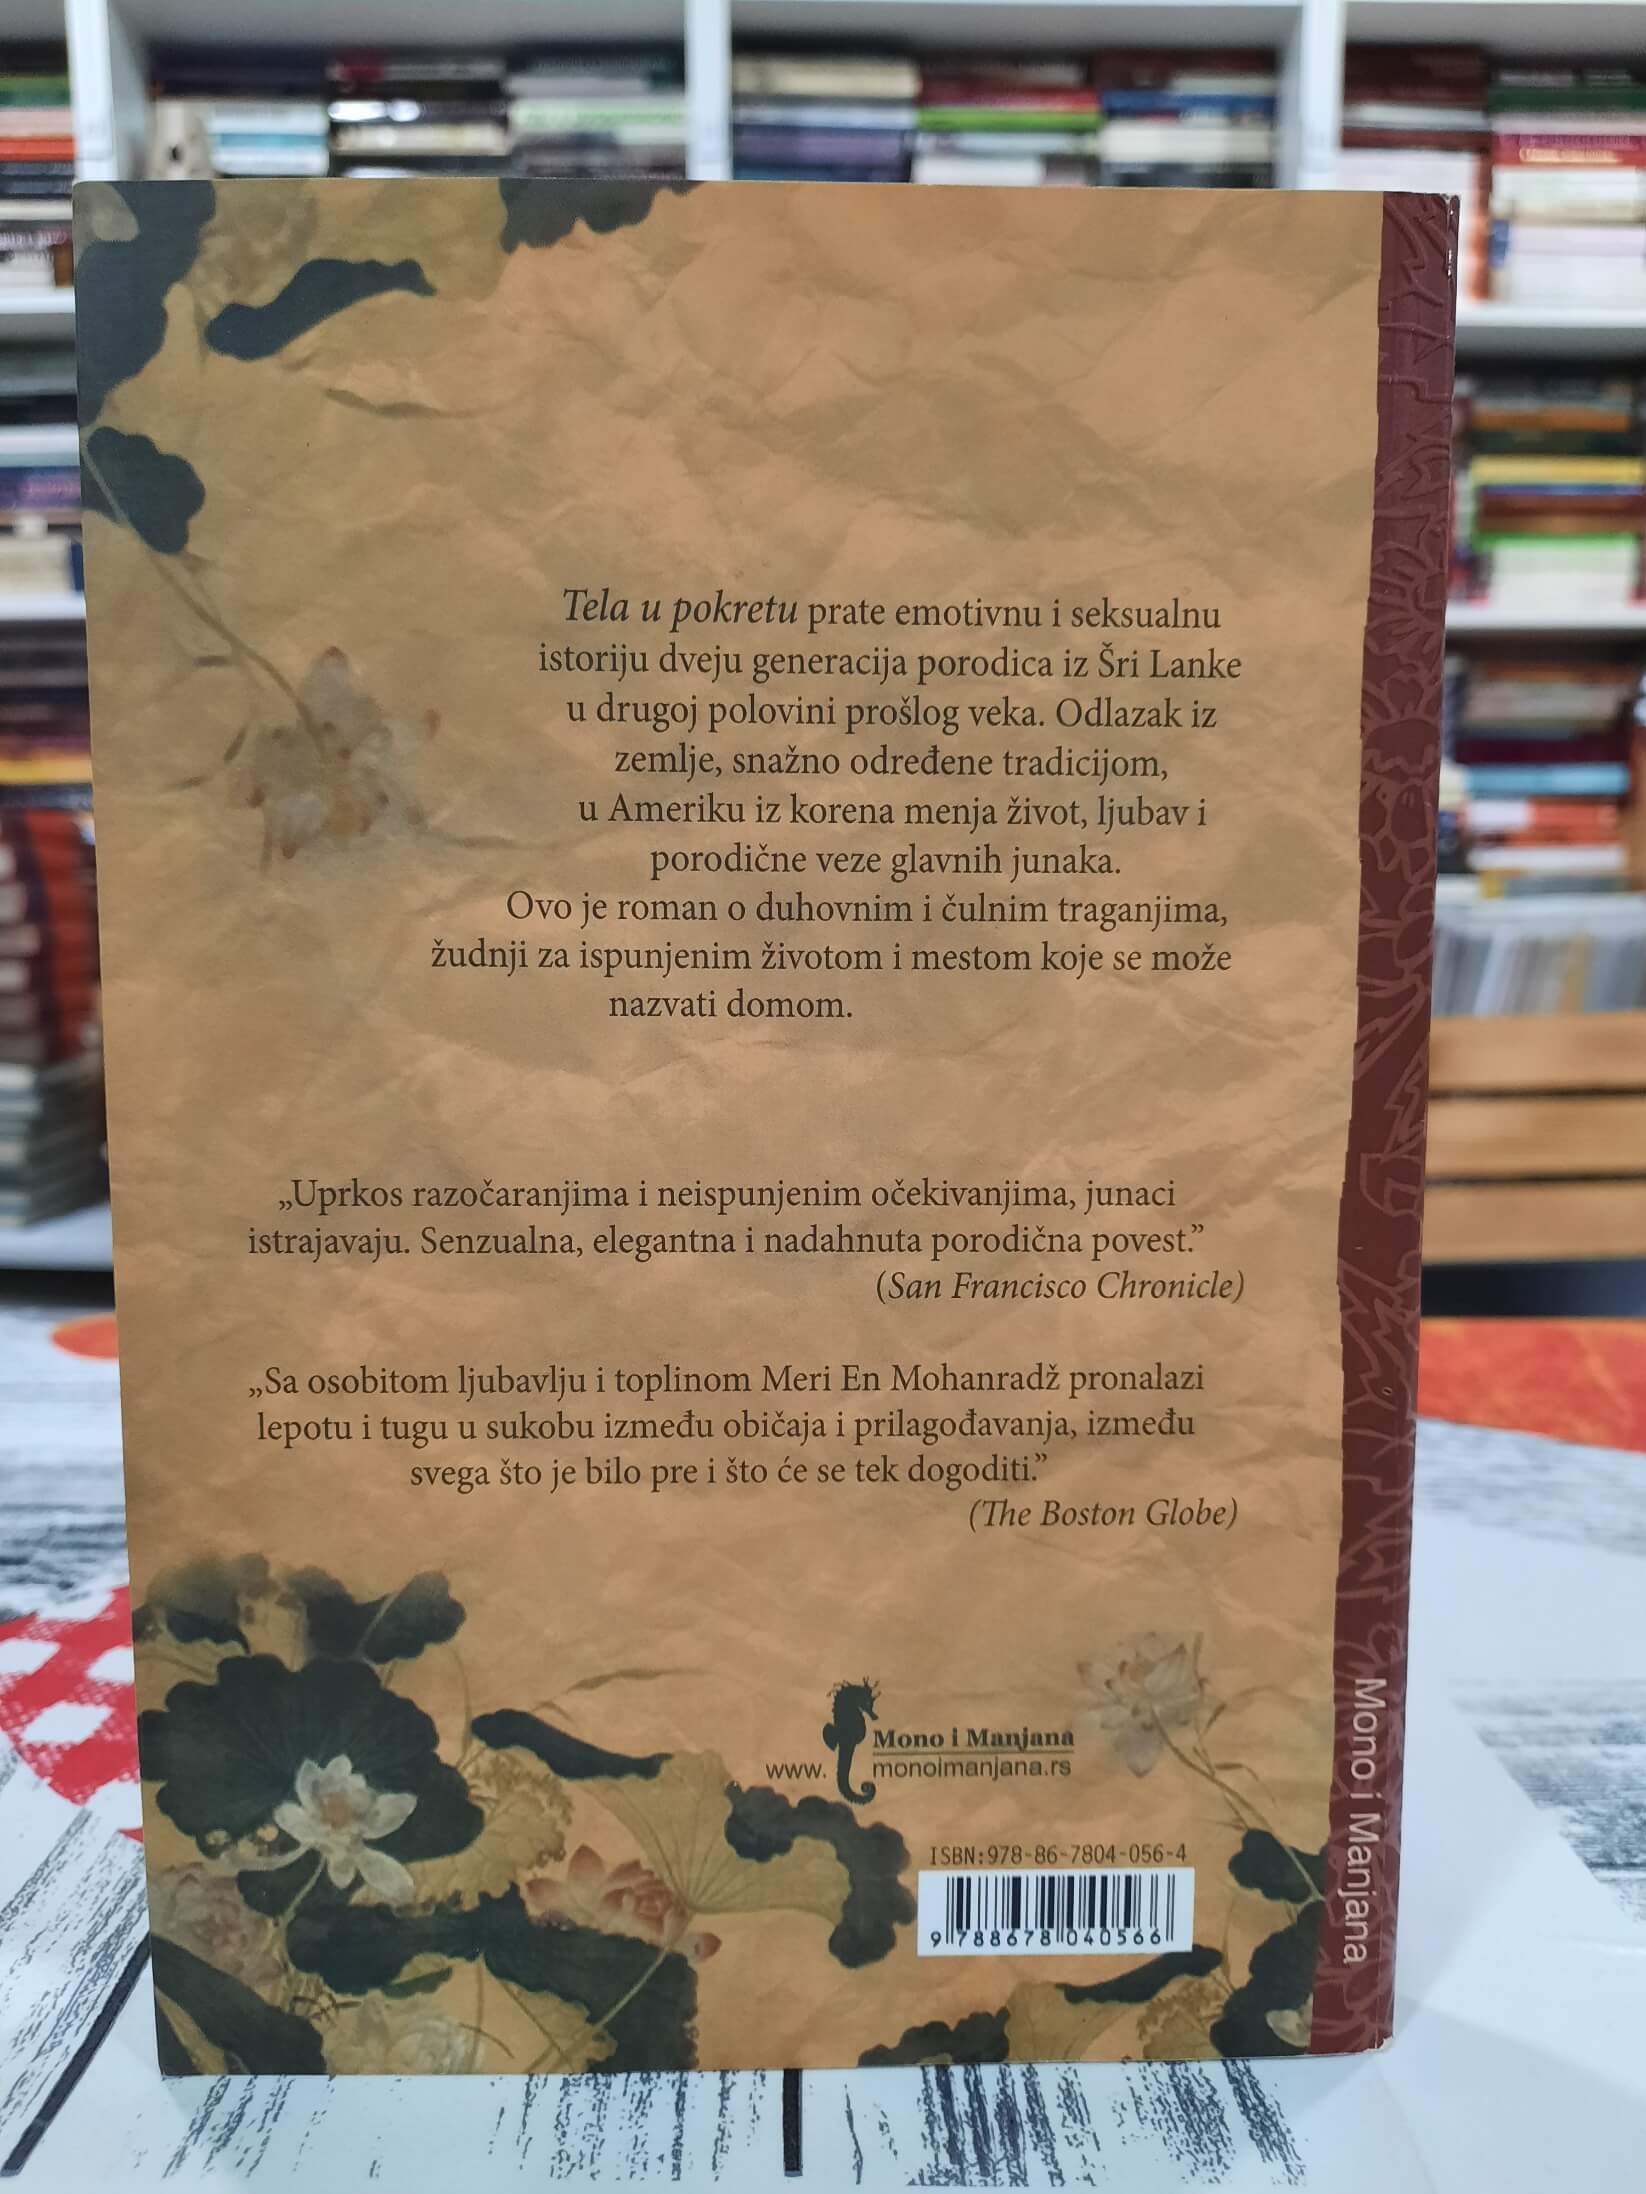 Tela u pokretu prate emotivnu i seksualnu
istoriju dveju generacija porodica iz Šri Lanke
u drugoj polovini prošlog veka. Odlazak iz
zemlje, snažno određene tradicijom,
u Ameriku iz korena menja život, ljubav i
porodične veze glavnih junaka.
Ovo je roman o duhovnim i čulnim traganjima,
žudnji za ispunjenim životom i mestom koje se može
nazvati domom.
„Uprkos razočaranjima i neispunjenim očekivanjima, junaci
istrajavaju. Senzualna, elegantna i nadahnuta porodična povest.”
(San Francisco Chronicle)
„Sa osobitom ljubavlju i toplinom Meri En Mohanradž pronalazi
lepotu i tugu u sukobu između običaja i prilagođavanja, između
svega što je bilo pre i što će se tek dogoditi.”
(The Boston Globe)
Mono i Manjana
www. monoimanjana.rs
ISBN:978-86-7804-056-4
9 788678 040566
Mono i Manjana